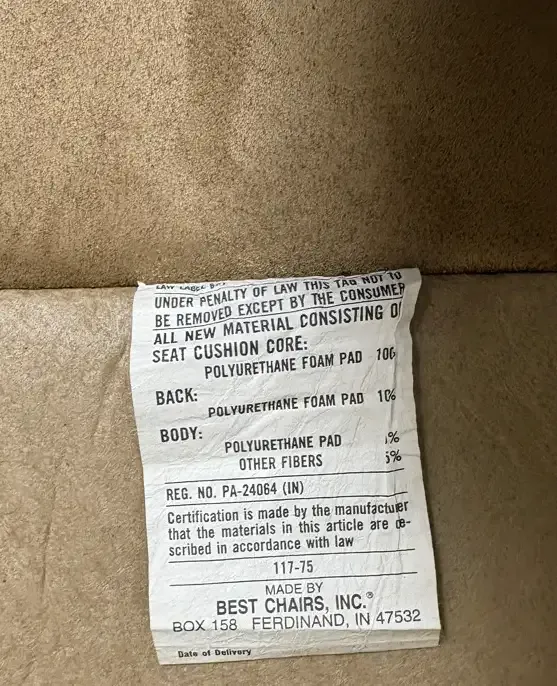 LAW LABEL
UNDER PENALTY OF LAW THIS TAG NOT TO
BE REMOVED EXCEPT BY THE CONSUMER
ALL NEW MATERIAL CONSISTING OF
SEAT CUSHION CORE:
POLYURETHANE FOAM PAD
BACK:
POLYURETHANE FOAM PAD
BODY:
POLYURETHANE PAD
OTHER FIBERS
REG. NO. PA-24064 (IN)
Certification is made by the manufacturer
that the materials in this article are de-
scribed in accordance with law
117-75
MADE BY
BEST CHAIRS, INC.®
BOX 158 FERDINAND, IN 47532
Date of Delivery